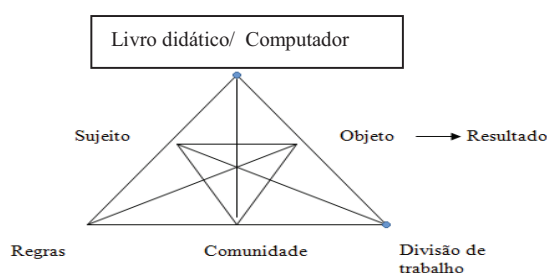 Livro didático/ Computador
Sujeito
Objeto
Resultado
Regras
Comunidade
Divisão de
trabalho